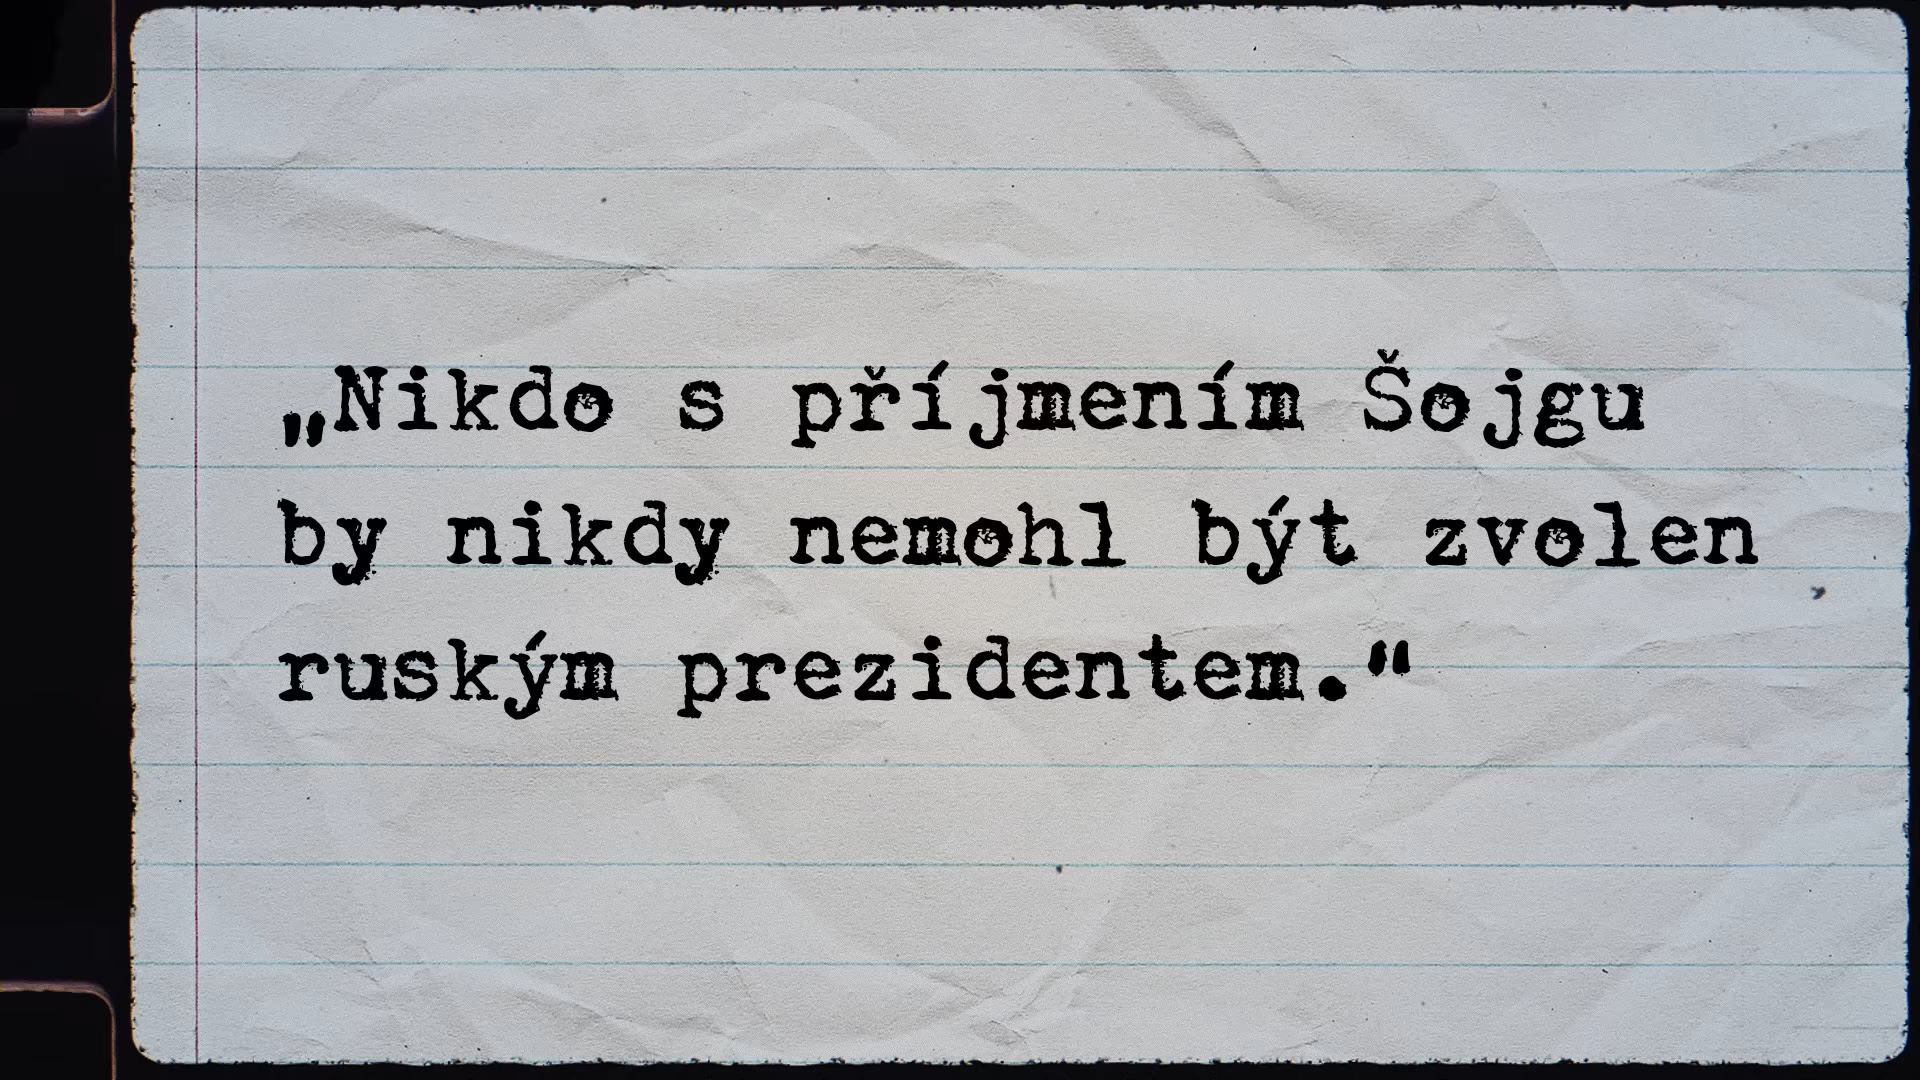 „Nikdo s příjmením Šojgu
by nikdy nemohl být zvolen
ruským prezidentem.“